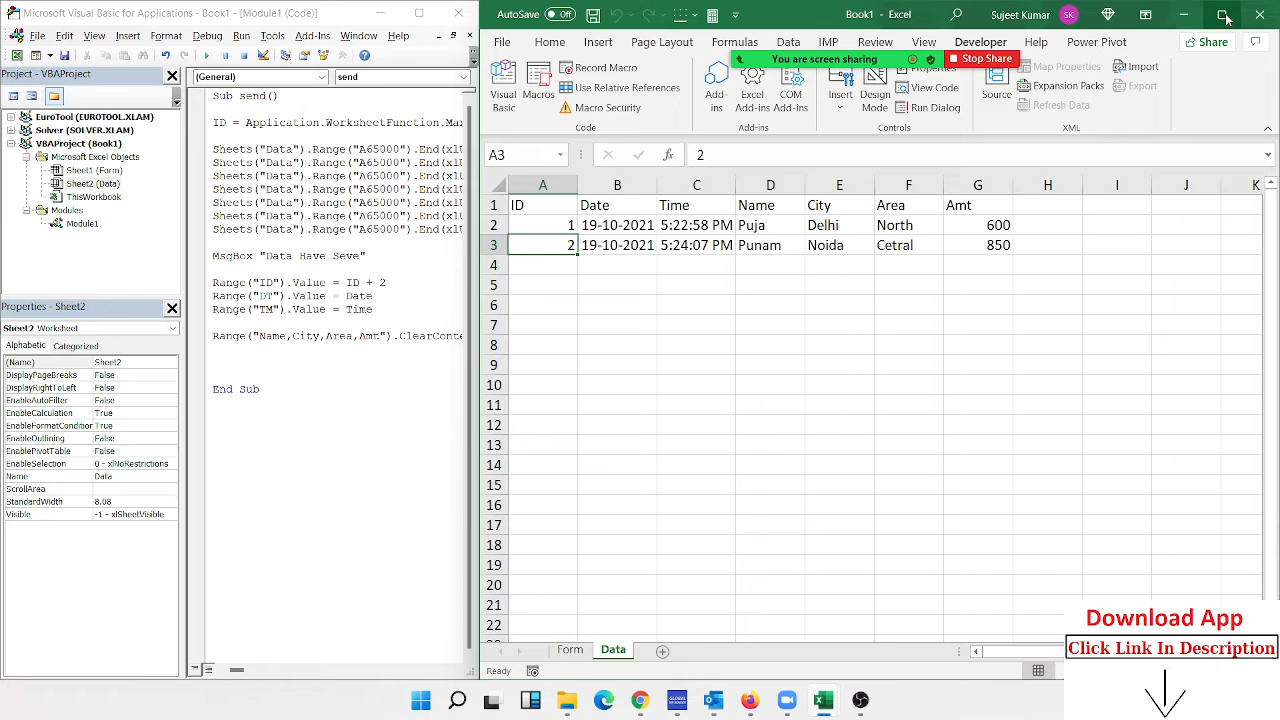 Microsoft Visual Basic for Applications - Book1 - [Module1 (Code)]
File Edit View Insert Format Debug Run Tools Add-Ins Window Help
Project - VBAProject
EuroTool (EUROTOOL.XLAM)
Solver (SOLVER.XLAM)
VBAProject (Book1)
Microsoft Excel Objects
Sheet1 (Form)
Sheet2 (Data)
ThisWorkbook
Modules
Module1
Properties - Sheet2
Sheet2 Worksheet
Alphabetic Categorized
(Name) Sheet2
DisplayPageBreaks False
DisplayRightToLeft False
EnableAutoFilter False
EnableCalculation True
EnableFormatCondition True
EnableOutlining False
EnablePivotTable False
EnableSelection 0 - xlNoRestrictions
Name Data
ScrollArea
StandardWidth 8.08
Visible -1 - xlSheetVisible
(General) send
Sub send()
ID = Application.WorksheetFunction.Ma
Sheets("Data").Range("A65000").End(xlU
Sheets("Data").Range("A65000").End(xl
Sheets("Data").Range("A65000").End(xl
Sheets("Data").Range("A65000").End(xl
Sheets("Data").Range("A65000").End(xl
Sheets("Data").Range("A65000").End(xl
Sheets("Data").Range("A65000").End(xl
MsgBox "Data Have Seve"
Range("ID").Value = ID + 2
Range("DT").Value = Date
Range("TM").Value = Time
Range("Name,City,Area,Amt").ClearConte
End Sub
AutoSave Off Book1 - Excel Sujeet Kumar SK
File Home Insert Page Layout Formulas Data IMP Review View Developer Help Power Pivot Share
You are screen sharing Stop Share
Visual Basic
Macros
Record Macro
Use Relative References
Macro Security
Code
Add-ins
Excel Add-ins
COM Add-ins
Add-ins
Insert
Design Mode
Properties
View Code
Run Dialog
Controls
Source
Map Properties
Expansion Packs
Refresh Data
Import
Export
XML
A3 fx 2
A B C D E F G H I J K
1 ID Date Time Name City Area Amt
2 1 19-10-2021 5:22:58 PM Puja Delhi North 600
3 2 19-10-2021 5:24:07 PM Punam Noida Cetral 850
4
5
6
7
8
9
10
11
12
13
14
15
16
17
18
19
20
21
22
Form Data
Ready
Download App
Click Link In Description